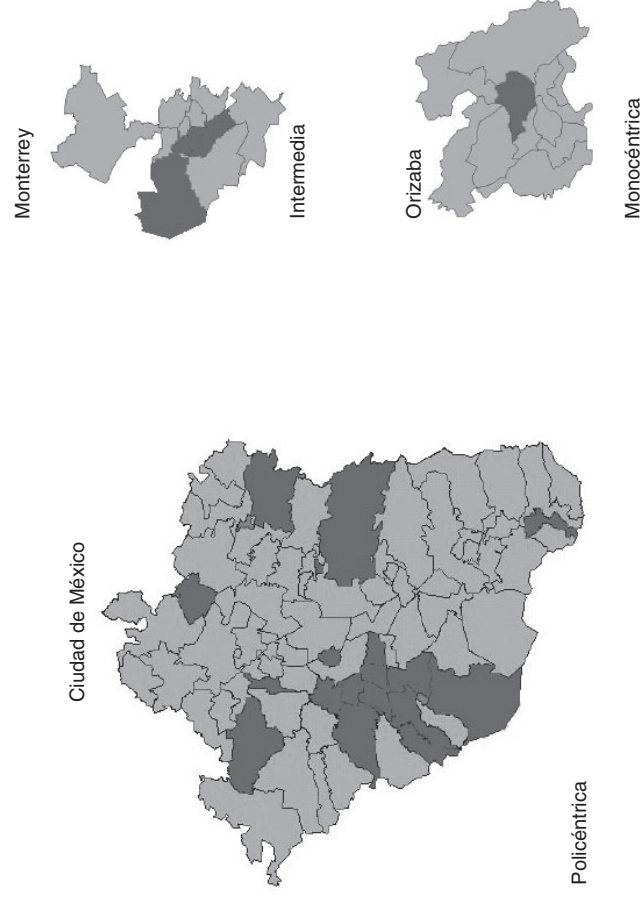 Ciudad de México
Policéntrica
Monterrey
Intermedia
Orizaba
Monocéntrica